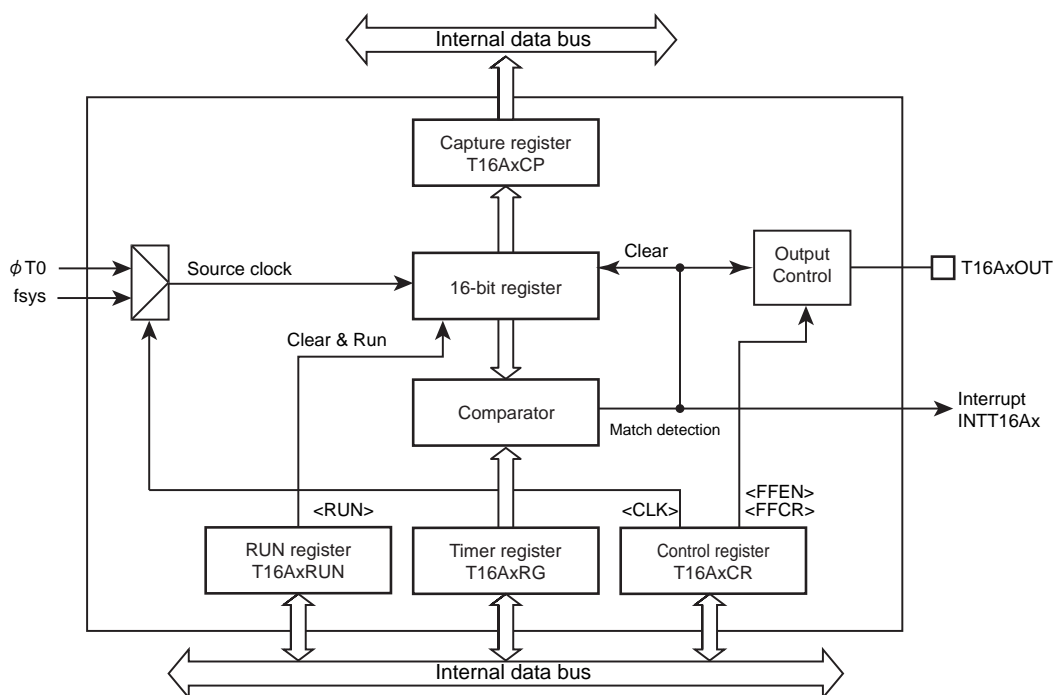 Internal data bus
Capture register
T16AxCP
ϕT0
fsys
Source clock
16-bit register
Clear
Output
Control
T16AxOUT
Clear & Run
Comparator
Match detection
Interrupt
INTT16Ax
<RUN>
<CLK>
<FFEN>
<FFCR>
RUN register
T16AxRUN
Timer register
T16AxRG
Control register
T16AxCR
Internal data bus